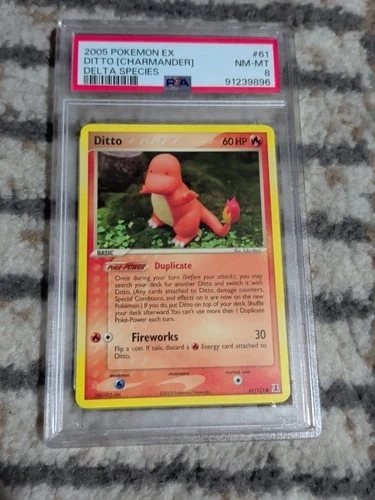 2005 POKEMON EX #61
DITTO [CHARMANDER] NM-MT
DELTA SPECIES 8
PSA 91239896
Ditto 60 HP
BASIC
POKé-POWER Duplicate
Once during your turn (before your attack), you may
search your deck for another Ditto and switch it with
Ditto. (Any cards attached to Ditto, damage counters,
Special Conditions, and effects on it are now on the new
Pokémon.) If you do, put Ditto on top of your deck. Shuffle
your deck afterward. You can't use more than 1 Duplicate
Poké-Power each turn.
Fireworks 30
Flip a coin. If tails, discard a Energy card attached to
Ditto.
weakness resistance retreat cost